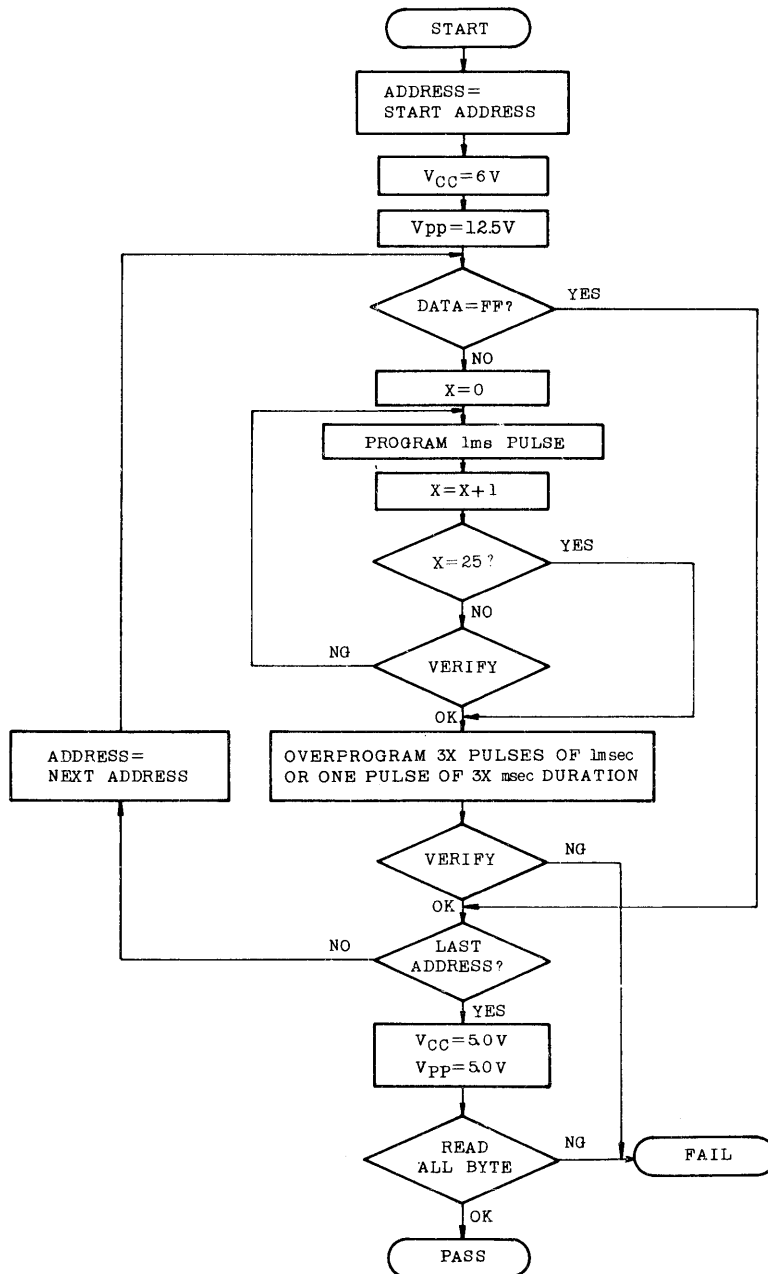 START
ADDRESS=
START ADDRESS
VCC=6V
Vpp=12.5V
DATA=FF?
YES
NO
X=0
PROGRAM 1ms PULSE
X=X+1
X=25?
YES
NO
VERIFY
NG
OK
ADDRESS=
NEXT ADDRESS
OVERPROGRAM 3X PULSES OF 1msec
OR ONE PULSE OF 3X msec DURATION
VERIFY
NG
OK
LAST
ADDRESS?
NO
YES
VCC=5.0V
VPP=5.0V
READ
ALL BYTE
NG
FAIL
OK
PASS